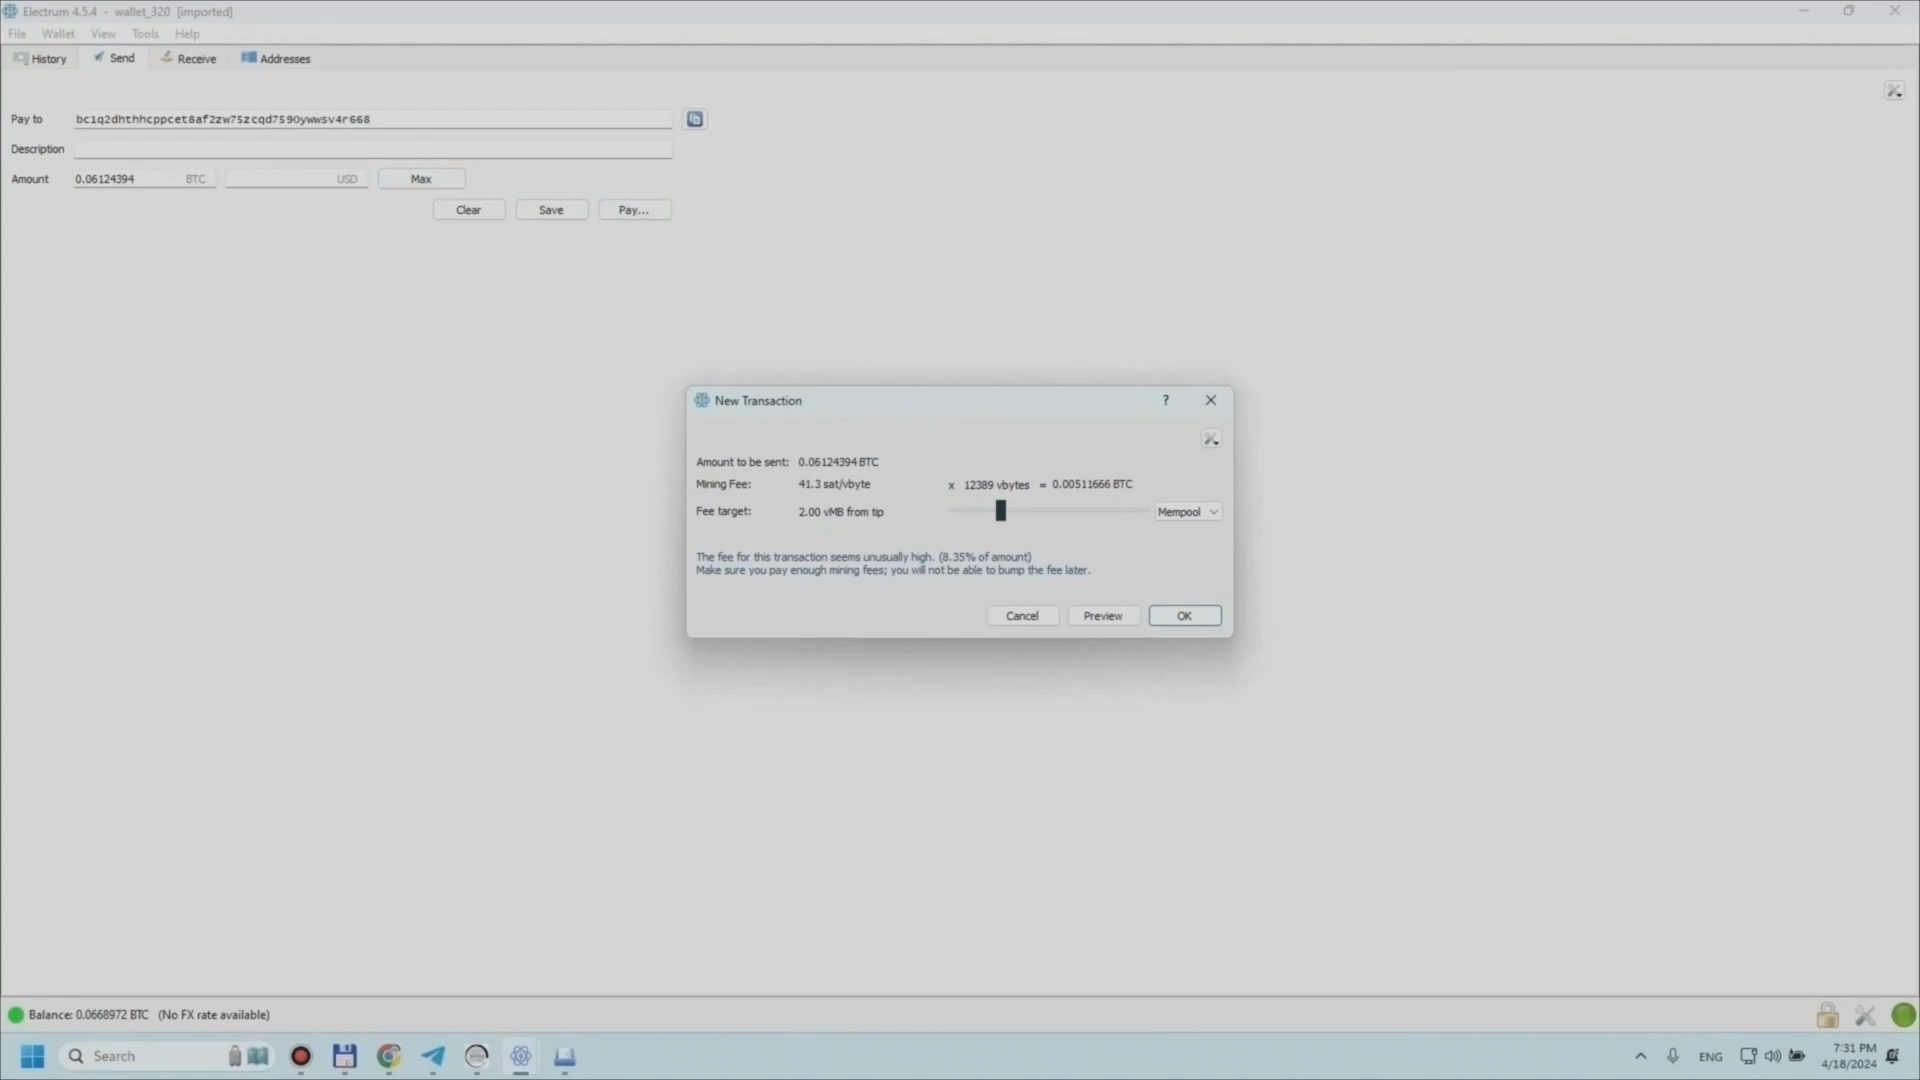 Electrum 4.5.4 - wallet_320 [imported]
File Wallet View Tools Help
History Send Receive Addresses
Pay to bc1q2dhthhcppcet8af2zw75zcqd7590ywwsv4r668
Description
Amount 0.06124394 BTC USD Max
Clear Save Pay...
New Transaction ?
Amount to be sent: 0.06124394 BTC
Mining Fee: 41.3 sat/vbyte x 12389 vbytes = 0.00511666 BTC
Fee target: 2.00 vMB from tip Mempool
The fee for this transaction seems unusually high. (8.35% of amount)
Make sure you pay enough mining fees; you will not be able to bump the fee later.
Cancel Preview OK
Balance: 0.0668972 BTC (No FX rate available)
Search ENG 7:31 PM
4/18/2024